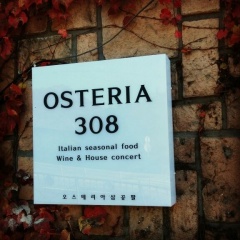 OSTERIA
308
Italian seasonal food
Wine & House concert
오스테리아삼공팔